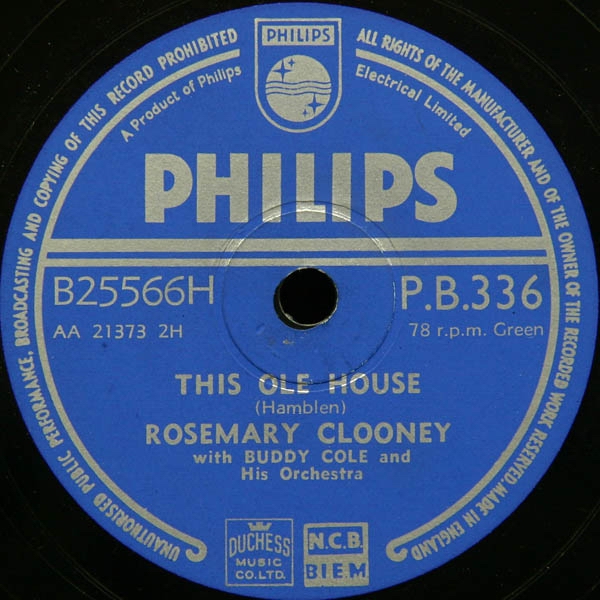 PHILIPS
UNAUTHORISED PUBLIC PERFORMANCE, BROADCASTING AND COPYING OF THIS RECORD PROHIBITED
ALL RIGHTS OF THE MANUFACTURER AND OF THE OWNER OF THE RECORDED WORK RESERVED. MADE IN ENGLAND
A Product of Philips Electrical Limited
PHILIPS
B25566H P.B.336
AA 21373 2H 78 r.p.m. Green
THIS OLE HOUSE
(Hamblen)
ROSEMARY CLOONEY
with BUDDY COLE and
His Orchestra
DUCHESS
MUSIC
CO. LTD.
N.C.B.
BIEM